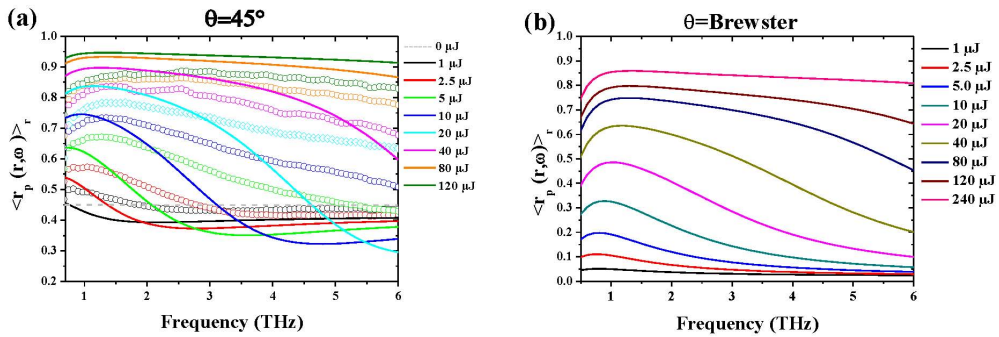 (a)
θ=45°
<r_p (r,ω)>_r
1.0
0.9
0.8
0.7
0.6
0.5
0.4
0.3
0.2
1 2 3 4 5 6
Frequency (THz)
0 μJ
1 μJ
2.5 μJ
5 μJ
10 μJ
20 μJ
40 μJ
80 μJ
120 μJ
(b)
θ=Brewster
<r_p (r,ω)>_r
1.0
0.9
0.8
0.7
0.6
0.5
0.4
0.3
0.2
0.1
0.0
1 2 3 4 5 6
Frequency (THz)
1 μJ
2.5 μJ
5.0 μJ
10 μJ
20 μJ
40 μJ
80 μJ
120 μJ
240 μJ